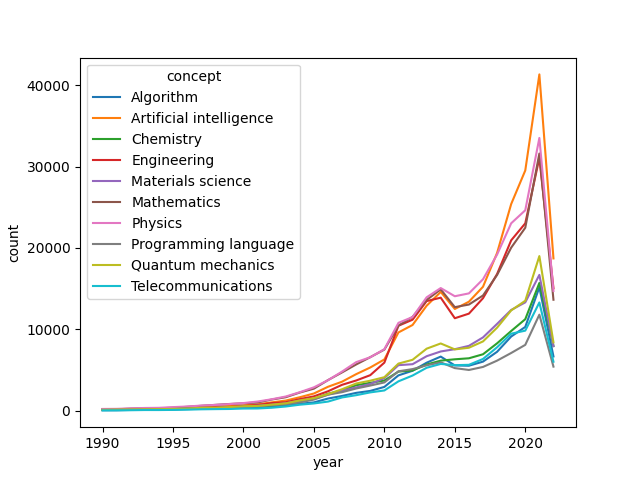 concept
Algorithm
Artificial intelligence
Chemistry
Engineering
Materials science
Mathematics
Physics
Programming language
Quantum mechanics
Telecommunications
count
40000
30000
20000
10000
0
1990 1995 2000 2005 2010 2015 2020
year